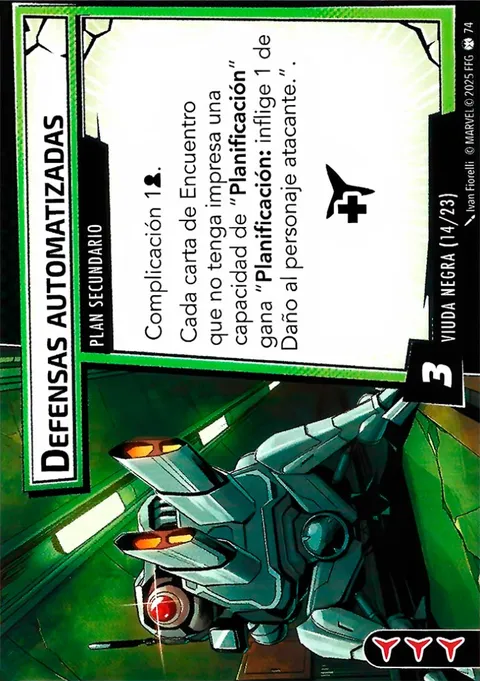 DEFENSAS AUTOMATIZADAS
PLAN SECUNDARIO
Complicación 1.
Cada carta de Encuentro
que no tenga impresa una
capacidad de “Planificación”
gana “Planificación: inflige 1 de
Daño al personaje atacante.”.
3
VIUDA NEGRA (14/23)
Ivan Fiorelli © MARVEL © 2025 FFG 74